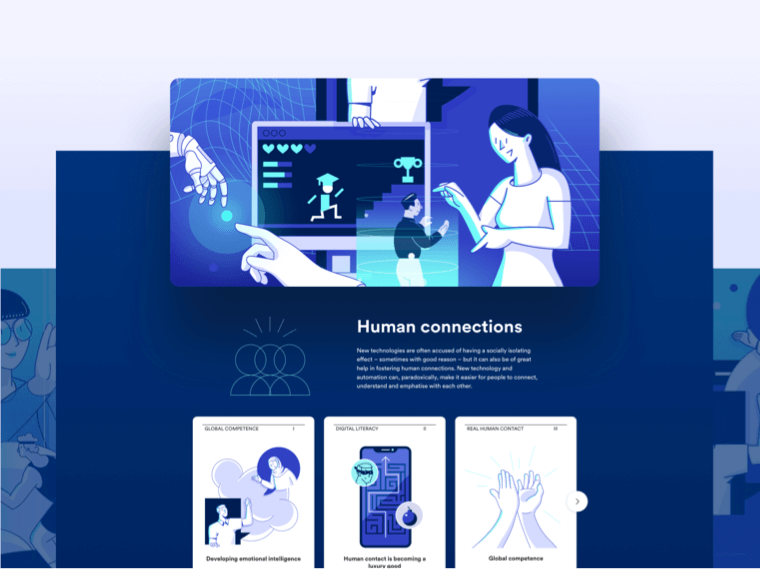 Human connections
New technologies are often accused of having a socially isolating
effect – sometimes with good reason – but it can also be of great
help in fostering human connections. New technology and
automation can, paradoxically, make it easier for people to connect,
understand and emphatise with each other.
GLOBAL COMPETENCE I
DIGITAL LITERACY II
REAL HUMAN CONTACT III
Developing emotional intelligence
Human contact is becoming a
luxury good
Global competence